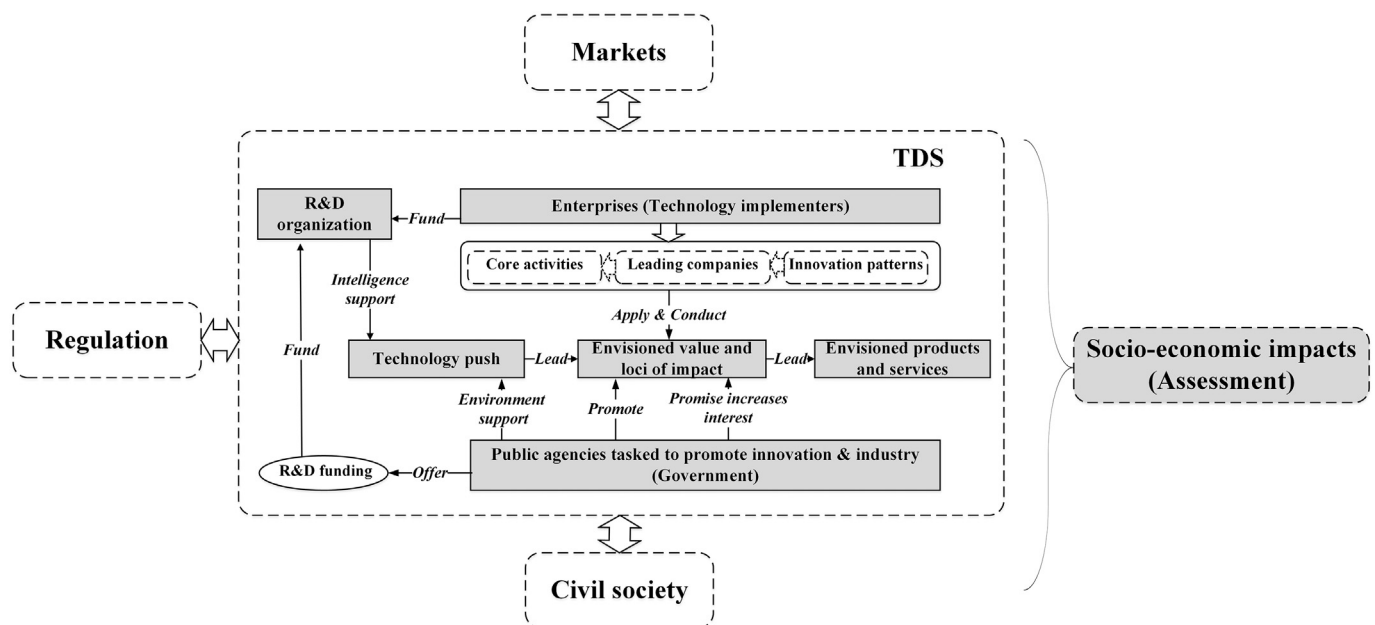 Markets
TDS
R&D
organization
Fund
Enterprises (Technology implementers)
Core activities
Leading companies
Innovation patterns
Intelligence
support
Apply & Conduct
Regulation
Fund
Technology push
Lead
Envisioned value and
loci of impact
Lead
Envisioned products
and services
Socio-economic impacts
(Assessment)
Environment
support
Promote
Promise increases
interest
R&D funding
Offer
Public agencies tasked to promote innovation & industry
(Government)
Civil society